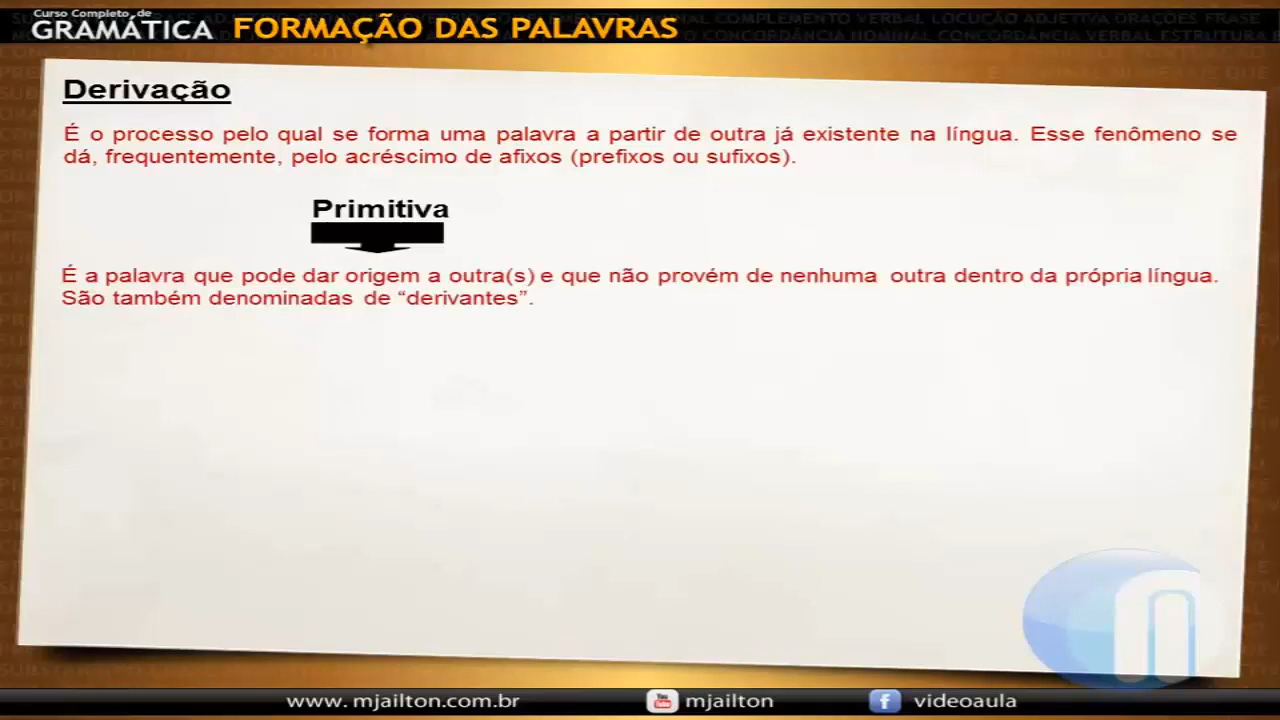 Curso Completo de
GRAMÁTICA FORMAÇÃO DAS PALAVRAS
Derivação
É o processo pelo qual se forma uma palavra a partir de outra já existente na língua. Esse fenômeno se
dá, frequentemente, pelo acréscimo de afixos (prefixos ou sufixos).
Primitiva
É a palavra que pode dar origem a outra(s) e que não provém de nenhuma outra dentro da própria língua.
São também denominadas de “derivantes”.
www.mjailton.com.br
You Tube mjailton
f videoaula